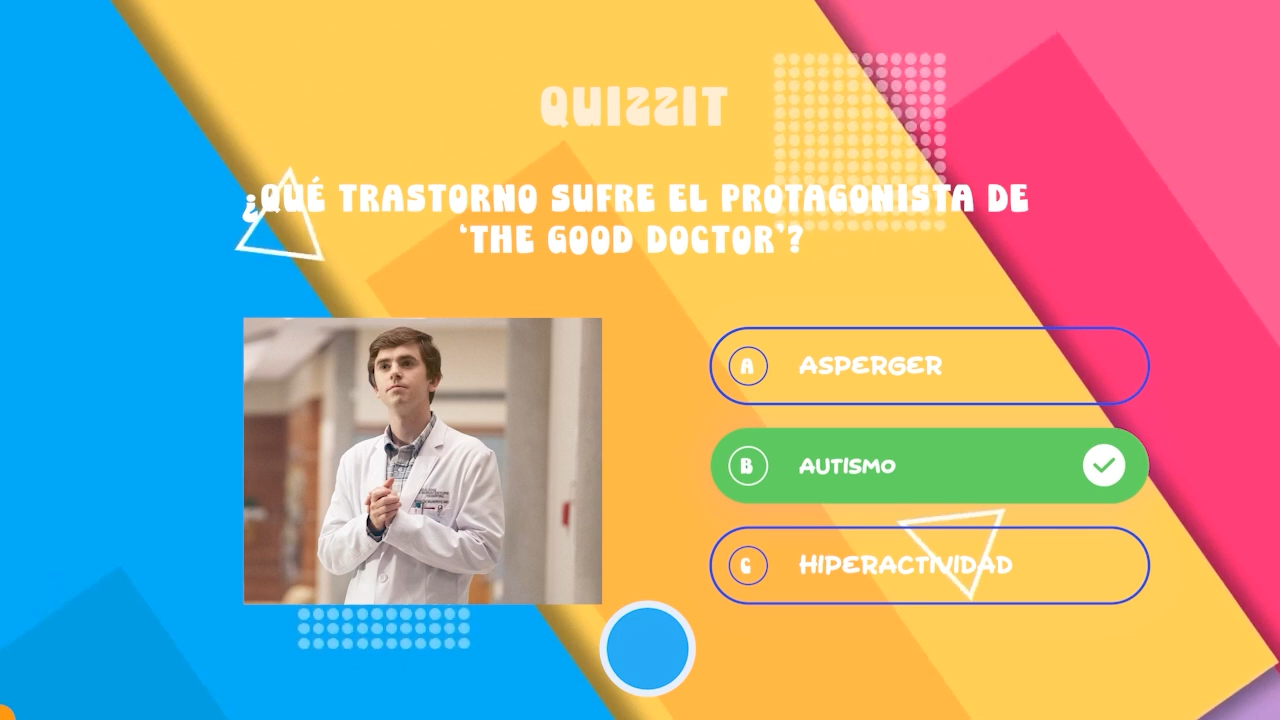 QUIZZIT
¿QUÉ TRASTORNO SUFRE EL PROTAGONISTA DE
‘THE GOOD DOCTOR’?
A ASPERGER
B AUTISMO
C HIPERACTIVIDAD